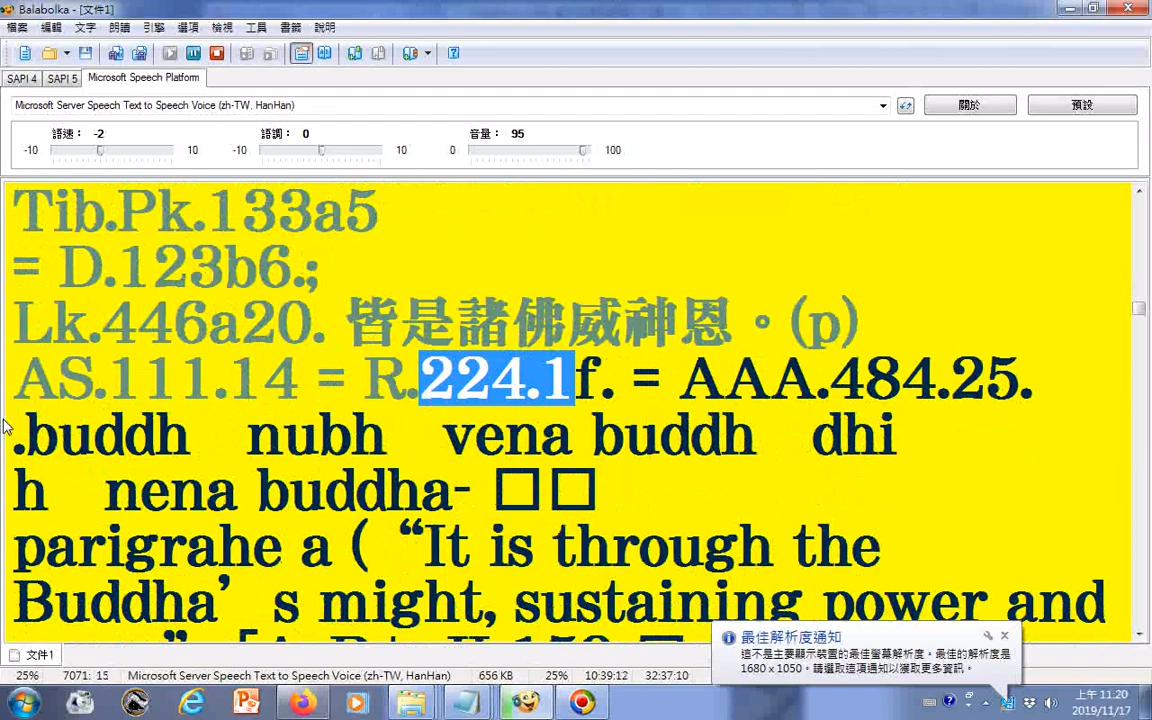 Balabolka - [文件1]
檔案 編輯 文字 朗讀 引擎 選項 檢視 工具 書籤 說明
SAPI 4 SAPI 5 Microsoft Speech Platform
Microsoft Server Speech Text to Speech Voice (zh-TW, HanHan) 關於 預設
語速： -2 語調： 0 音量： 95
-10 10 -10 10 0 100
Tib.Pk.133a5
= D.123b6.;
Lk.446a20. 皆是諸佛威神恩。(p)
AS.111.14 = R.224.1f. = AAA.484.25.
.buddh nubh vena buddh dhi
h nena buddha- □□
parigrahe a (“It is through the
Buddha’s might, sustaining power and
最佳解析度通知
這不是主要顯示裝置的最佳螢幕解析度。最佳的解析度是
1680 x 1050。請選取這項通知以獲取更多資訊。
文件1
25% 7071: 15 Microsoft Server Speech Text to Speech Voice (zh-TW, HanHan) 656 KB 25% 10:39:12 32:37:10
上午 11:20
2019/11/17